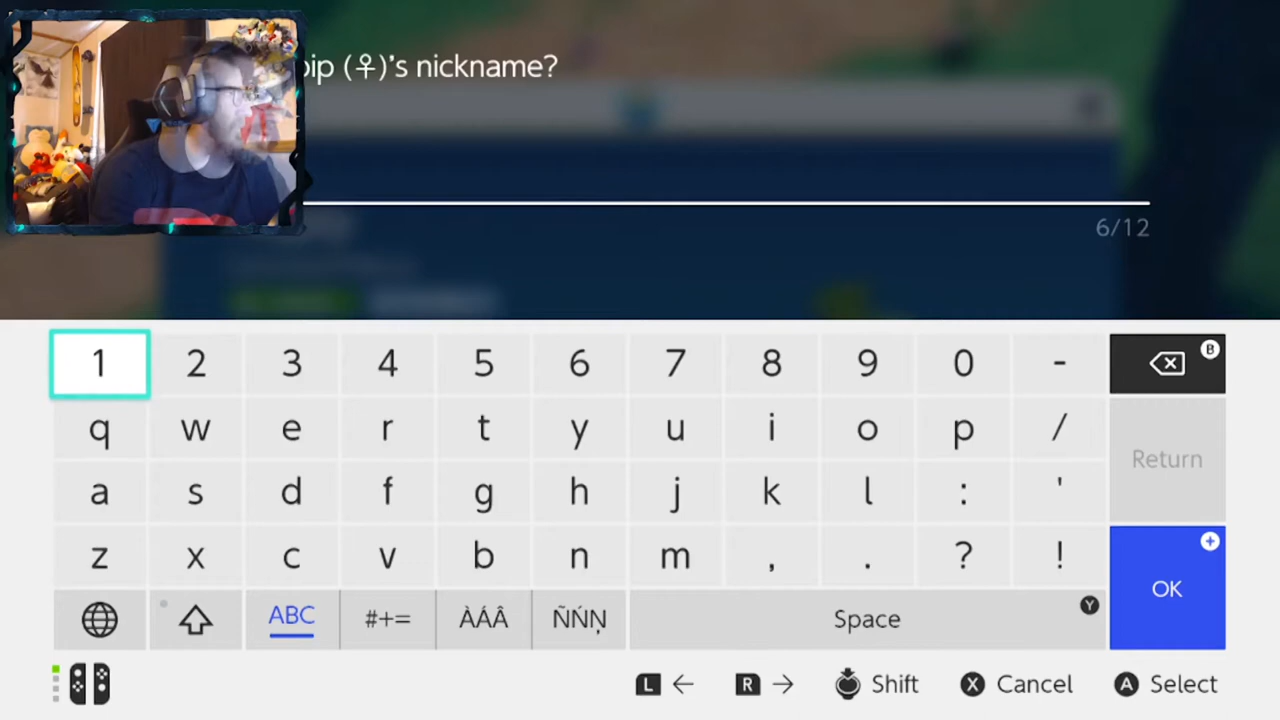 (♀)'s nickname?
6/12
1 2 3 4 5 6 7 8 9 0 - B
q w e r t y u i o p /
Return
a s d f g h j k l : '
z x c v b n m , . ? !
+
OK
ABC #+= ÀÁÂ ÑŃŅ Space Y
L ← R → Shift X Cancel A Select